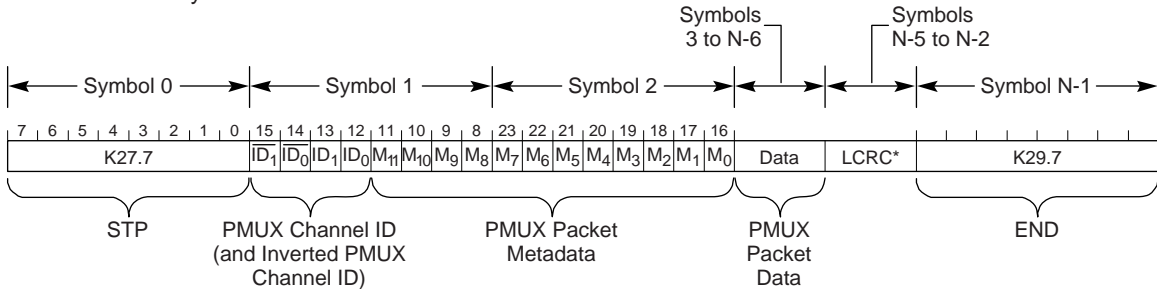 Symbols
3 to N-6
Symbols
N-5 to N-2
Symbol 0
Symbol 1
Symbol 2
Symbol N-1
7 6 5 4 3 2 1 0 15 14 13 12 11 10 9 8 23 22 21 20 19 18 17 16
K27.7 I̅D̅₁ I̅D̅₀ ID₁ ID₀ M₁₁ M₁₀ M₉ M₈ M₇ M₆ M₅ M₄ M₃ M₂ M₁ M₀ Data LCRC* K29.7
STP
PMUX Channel ID
(and Inverted PMUX
Channel ID)
PMUX Packet
Metadata
PMUX
Packet
Data
END